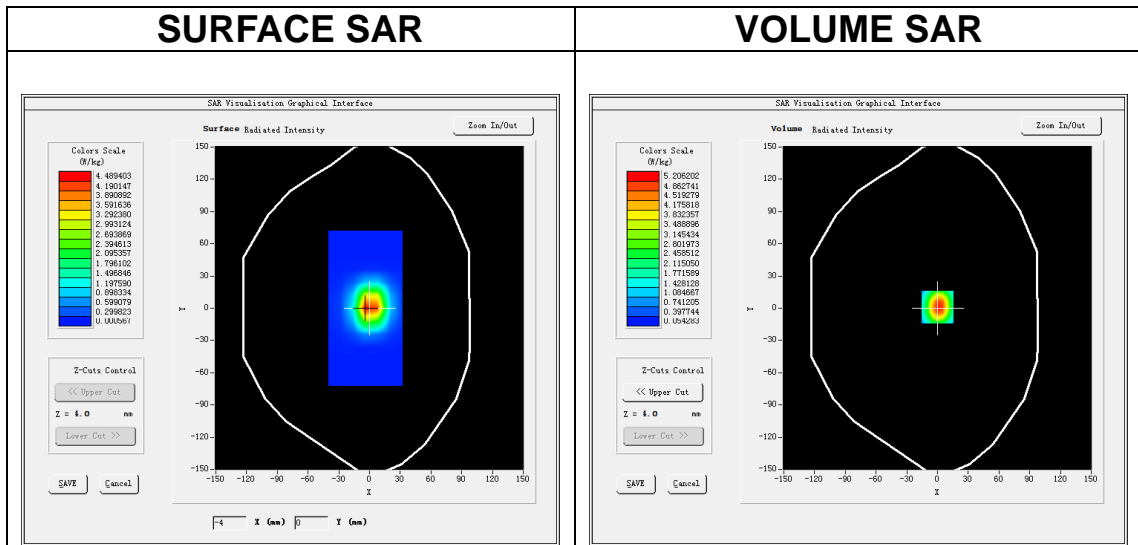 SURFACE SAR
VOLUME SAR
SAR Visualisation Graphical Interface
Surface Radiated Intensity
Zoom In/Out
Colors Scale
(W/kg)
4.489403
4.190147
3.890892
3.591636
3.292380
2.993124
2.693869
2.394613
2.095357
1.796102
1.496846
1.197590
0.898334
0.599079
0.299823
0.000567
Z-Cuts Control
<< Upper Cut
Z = 4.0 mm
Lower Cut >>
SAVE Cancel
150
120
90
60
30
0
-30
-60
-90
-120
-150
Y
-150 -120 -90 -60 -30 0 30 60 90 120 150
X
-4 X (mm) 0 Y (mm)
SAR Visualisation Graphical Interface
Volume Radiated Intensity
Zoom In/Out
Colors Scale
(W/kg)
5.206202
4.862741
4.519279
4.175818
3.832357
3.488896
3.145434
2.801973
2.458512
2.115050
1.771589
1.428128
1.084667
0.741205
0.397744
0.054283
Z-Cuts Control
<< Upper Cut
Z = 4.0 mm
Lower Cut >>
SAVE Cancel
150
120
90
60
30
0
-30
-60
-90
-120
-150
Y
-150 -120 -90 -60 -30 0 30 60 90 120 150
X